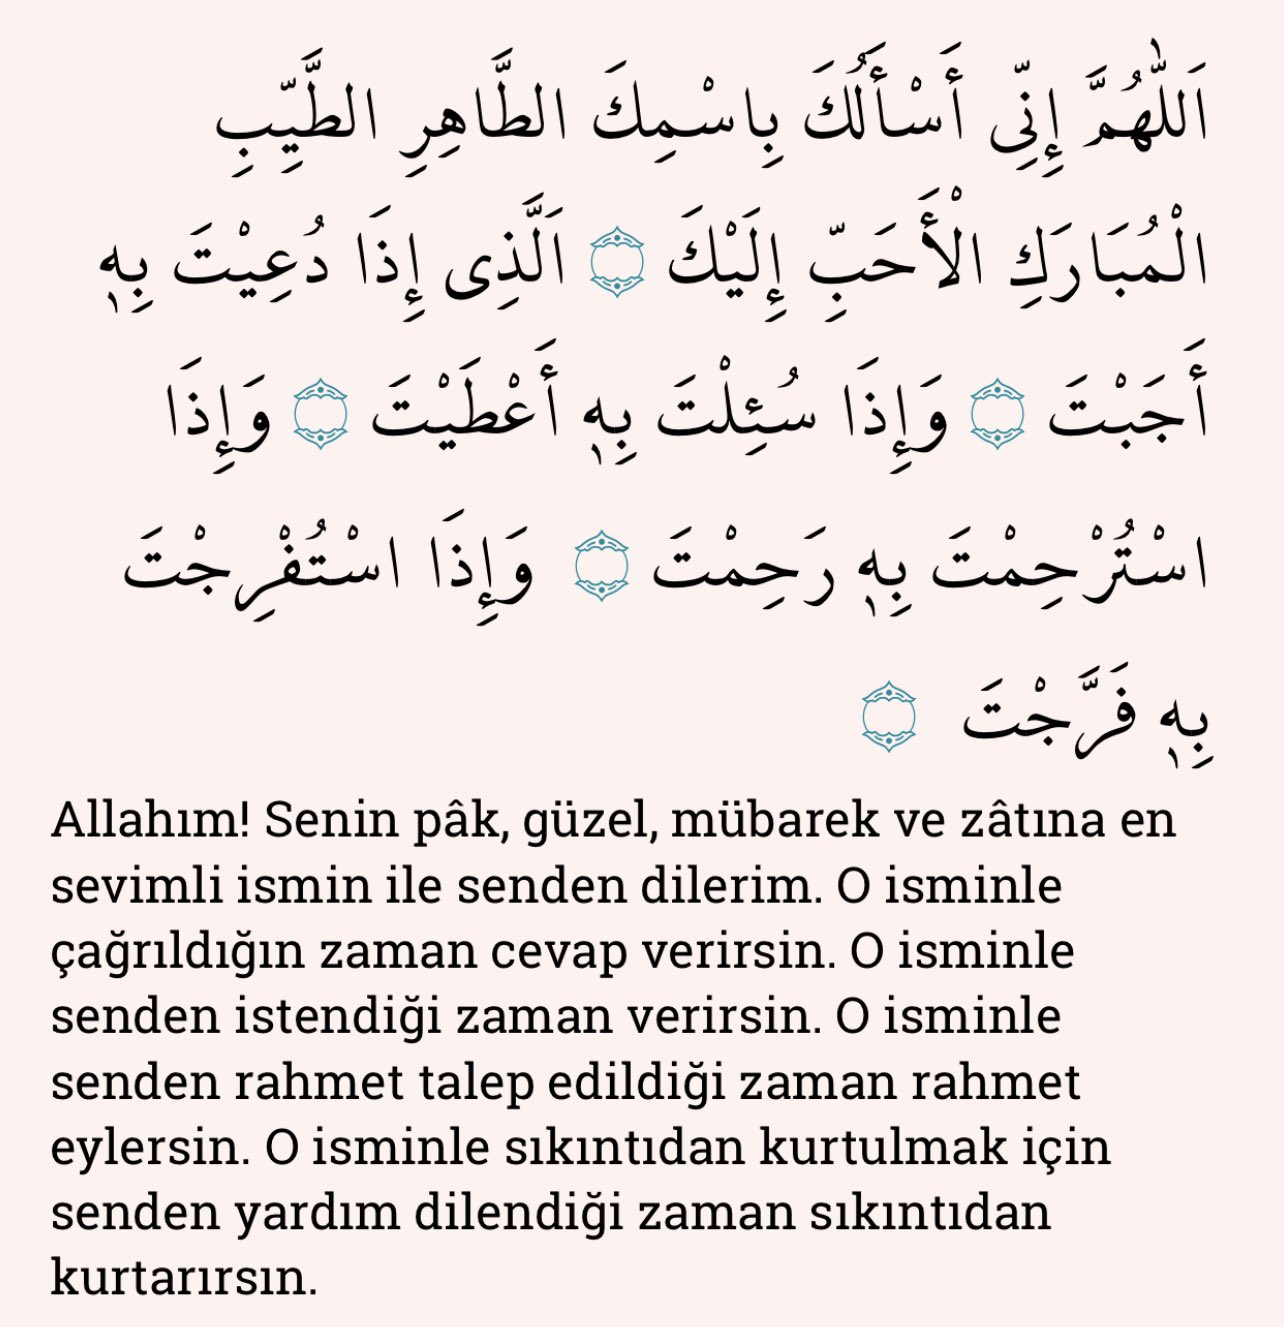 اَللّٰهُمَّ إِنِّى أَسْأَلُكَ بِاسْمِكَ الطَّاهِرِ الطَّيِّبِ
الْمُبَارَكِ الْأَحَبِّ إِلَيْكَ ۝ اَلَّذِى إِذَا دُعِيْتَ بِهٖ
أَجَبْتَ ۝ وَإِذَا سُئِلْتَ بِهٖ أَعْطَيْتَ ۝ وَإِذَا
اسْتُرْحِمْتَ بِهٖ رَحِمْتَ ۝ وَإِذَا اسْتُفْرِجْتَ
بِهٖ فَرَّجْتَ ۝
Allahım! Senin pâk, güzel, mübarek ve zâtına en
sevimli ismin ile senden dilerim. O isminle
çağrıldığın zaman cevap verirsin. O isminle
senden istendiği zaman verirsin. O isminle
senden rahmet talep edildiği zaman rahmet
eylersin. O isminle sıkıntıdan kurtulmak için
senden yardım dilendiği zaman sıkıntıdan
kurtarırsın.